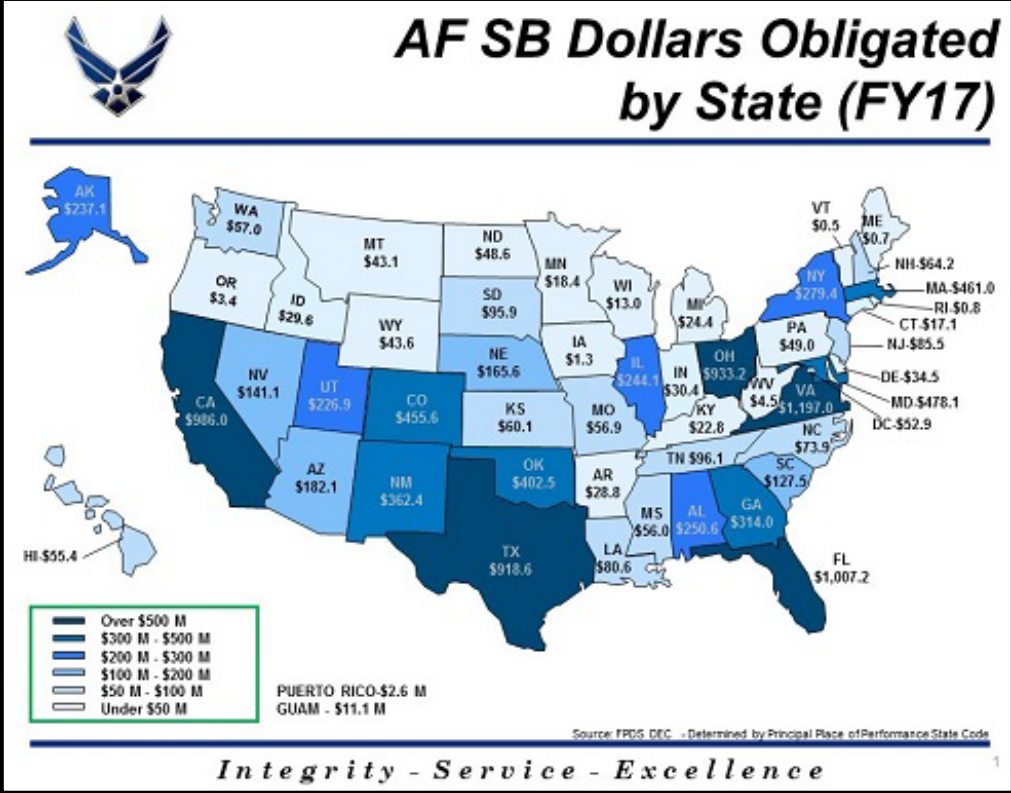 AF SB Dollars Obligated
by State (FY17)
AK
$237.1
WA
$57.0
OR
$3.4
ID
$29.6
MT
$43.1
WY
$43.6
ND
$48.6
SD
$95.9
NE
$165.6
KS
$60.1
MN
$18.4
IA
$1.3
MO
$56.9
WI
$13.0
IL
$244.1
MI
$24.4
IN
$30.4
OH
$933.2
KY
$22.8
WV
$4.5
VA
$1,197.0
PA
$49.0
NY
$279.4
VT
$0.5
ME
$0.7
NH-$64.2
MA-$461.0
RI-$0.8
CT-$17.1
NJ-$85.5
DE-$34.5
MD-$478.1
DC-$52.9
CA
$986.0
NV
$141.1
UT
$226.9
CO
$455.6
AZ
$182.1
NM
$362.4
OK
$402.5
TX
$918.6
AR
$28.8
LA
$80.6
MS
$56.0
AL
$250.6
TN $96.1
NC
$73.9
SC
$127.5
GA
$314.0
FL
$1,007.2
HI-$55.4
Over $500 M
$300 M - $500 M
$200 M - $300 M
$100 M - $200 M
$50 M - $100 M
Under $50 M
PUERTO RICO-$2.6 M
GUAM - $11.1 M
Source: FPDS DEC - Determined by Principal Place of Performance State Code
Integrity - Service - Excellence
1